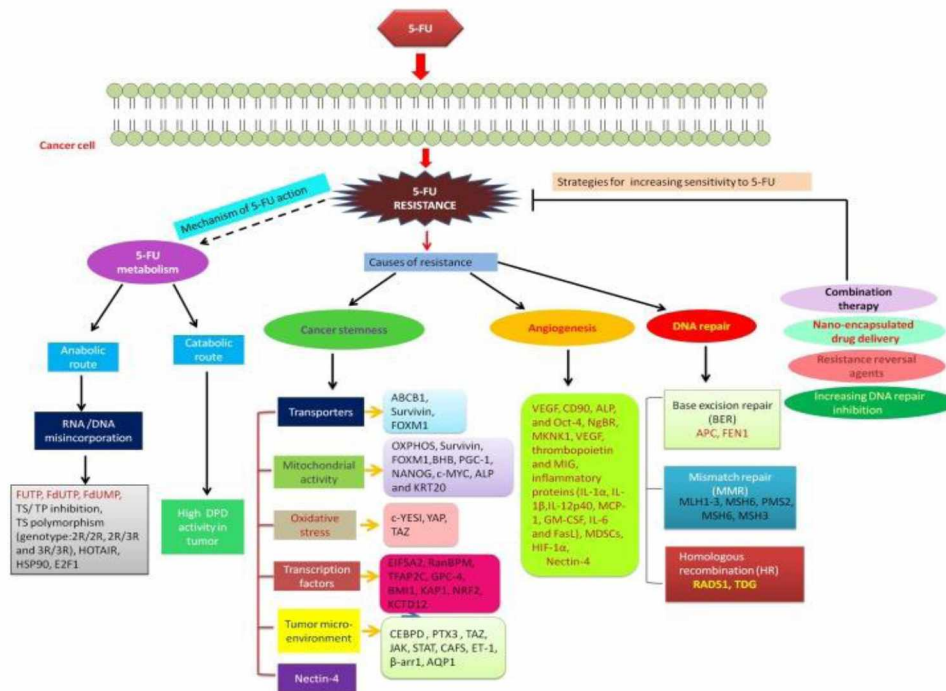 5-FU
Cancer cell
5-FU
RESISTANCE
Strategies for increasing sensitivity to 5-FU
Mechanism of 5-FU action
5-FU
metabolism
Causes of resistance
Combination
therapy
Nano-encapsulated
drug delivery
Resistance reversal
agents
Increasing DNA repair
inhibition
Cancer stemness
Angiogenesis
DNA repair
Anabolic
route
Catabolic
route
RNA /DNA
misincorporation
FUTP, FdUTP, FdUMP,
TS/ TP inhibition,
TS polymorphism
(genotype:2R/2R, 2R/3R
and 3R/3R), HOTAIR,
HSP90, E2F1
High DPD
activity in
tumor
Transporters
ABCB1,
Survivin,
FOXM1
Mitochondrial
activity
OXPHOS, Survivin,
FOXM1,BHB, PGC-1,
NANOG, c-MYC, ALP
and KRT20
Oxidative
stress
c-YESI, YAP,
TAZ
Transcription
factors
EIF5A2, RanBPM,
TFAP2C, GPC-4,
BMI1, KAP1, NRF2,
KCTD12
Tumor micro-
environment
CEBPD , PTX3 , TAZ,
JAK, STAT, CAFS, ET-1,
β-arr1, AQP1
Nectin-4
VEGF, CD90, ALP,
and Oct-4, NgBR,
MKNK1, VEGF,
thrombopoietin
and MIG,
inflammatory
proteins (IL-1α, IL-
1β,IL-12p40, MCP-
1, GM-CSF, IL-6
and FasL), MDSCs,
HIF-1α,
Nectin-4
Base excision repair
(BER)
APC, FEN1
Mismatch repair
(MMR)
MLH1-3, MSH6, PMS2,
MSH6, MSH3
Homologous
recombination (HR)
RAD51, TDG